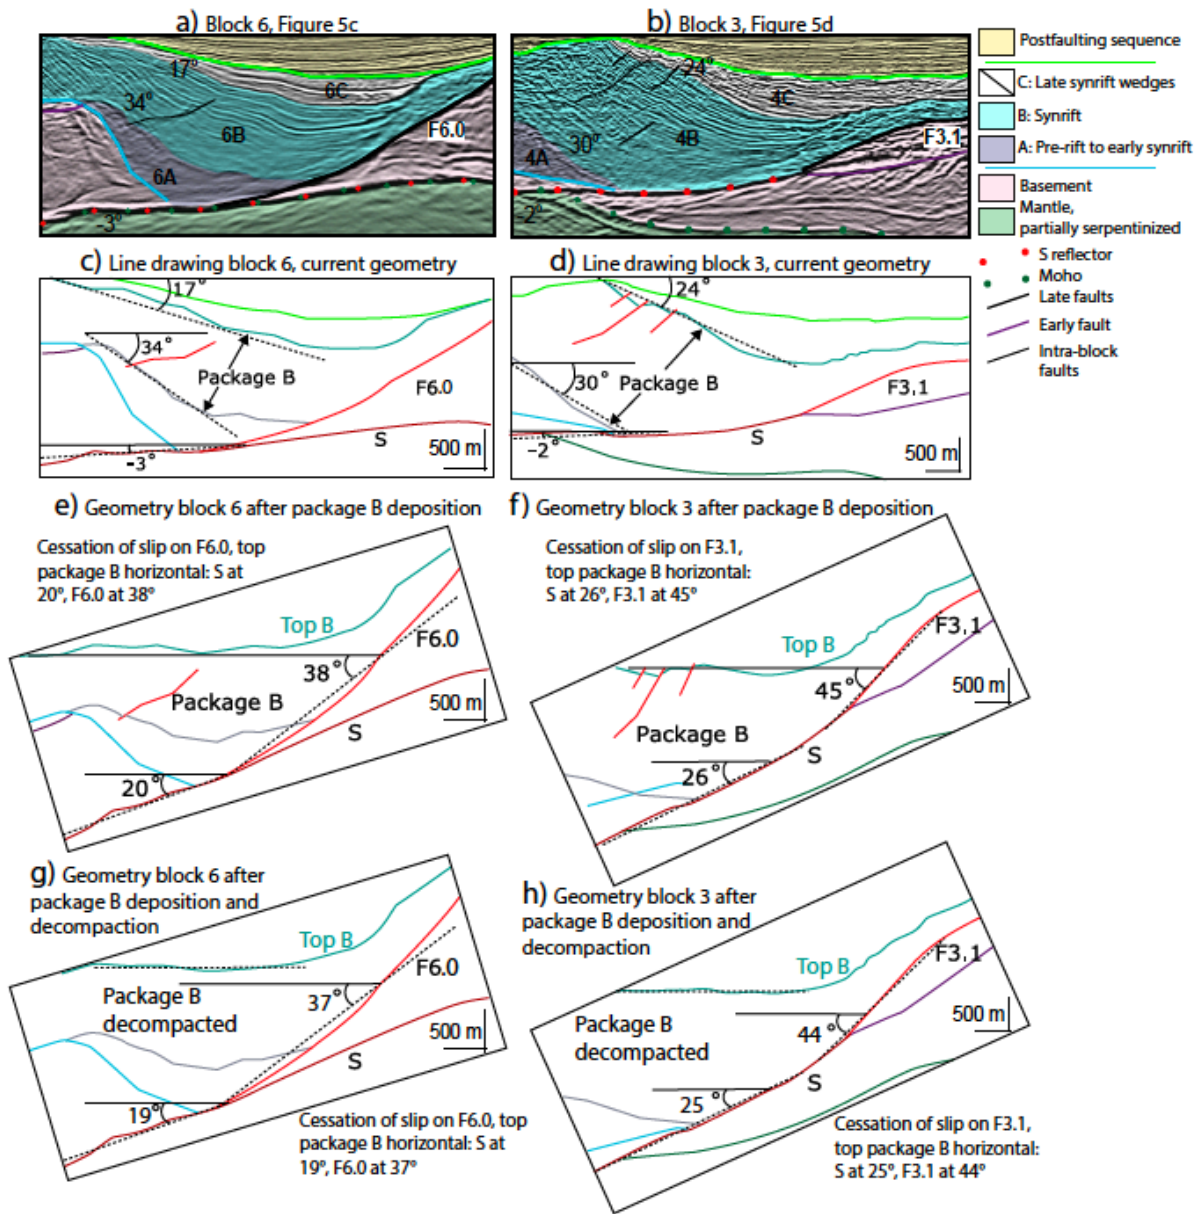 a) Block 6, Figure 5c
17°
34°
6C
6B
6A
F6.0
-3°
b) Block 3, Figure 5d
24°
4C
30°
4B
4A
F3.1
-2°
Postfaulting sequence
C: Late synrift wedges
B: Synrift
A: Pre-rift to early synrift
Basement
Mantle,
partially serpentinized
S reflector
Moho
Late faults
Early fault
Intra-block
faults
c) Line drawing block 6, current geometry
17°
34°
Package B
F6.0
S
-3°
500 m
d) Line drawing block 3, current geometry
24°
30°
Package B
F3,1
S
-2°
500 m
e) Geometry block 6 after package B deposition
Cessation of slip on F6.0, top
package B horizontal: S at
20°, F6.0 at 38°
Top B
F6.0
38°
Package B
500 m
S
20°
f) Geometry block 3 after package B deposition
Cessation of slip on F3.1,
top package B horizontal:
S at 26°, F3.1 at 45°
Top B
F3,1
45°
500 m
Package B
S
26°
g) Geometry block 6 after
package B deposition and
decompaction
Top B
F6.0
Package B
decompacted
37°
500 m
S
19°
Cessation of slip on F6.0, top
package B horizontal: S at
19°, F6.0 at 37°
h) Geometry block 3 after
package B deposition and
decompaction
Top B
F3,1
Package B
decompacted
44°
500 m
S
25°
Cessation of slip on F3.1,
top package B horizontal:
S at 25°, F3.1 at 44°